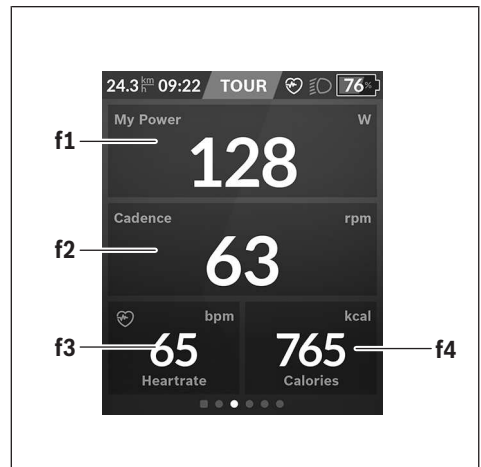 24.3 km/h 09:22 TOUR 76%
My Power W
f1
128
Cadence rpm
f2
63
bpm kcal
f3 65 765 f4
Heartrate Calories